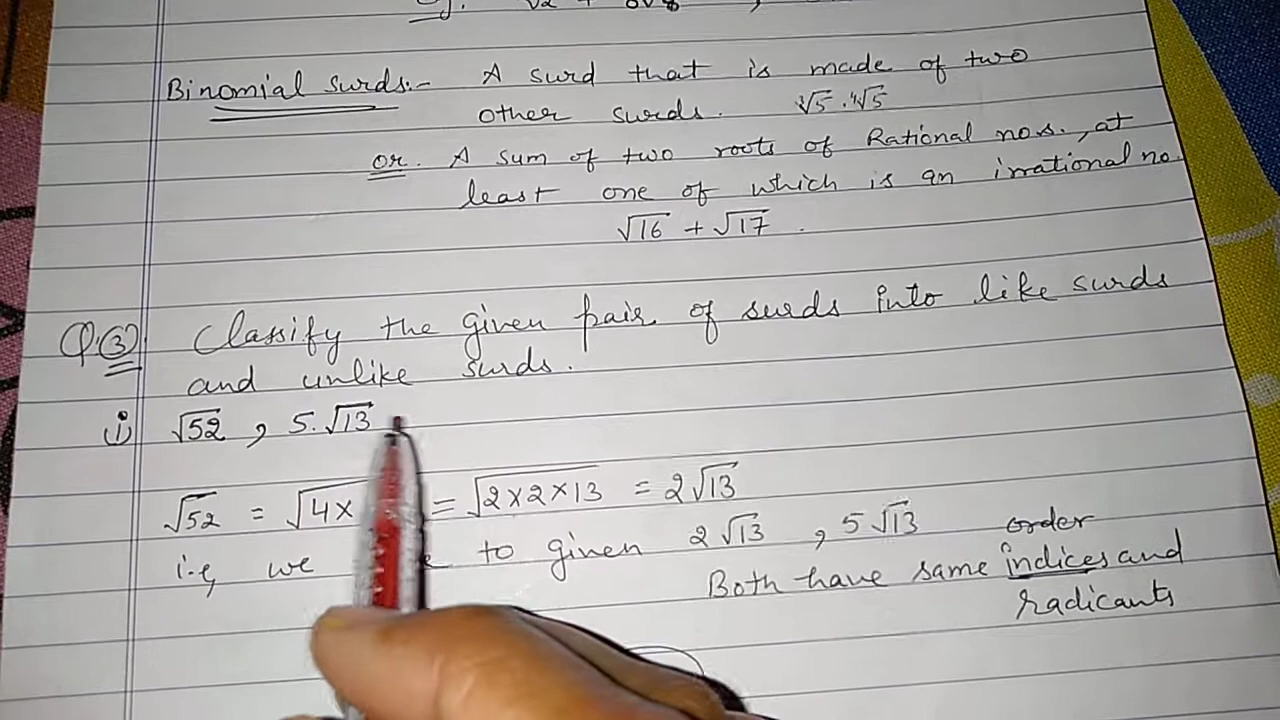 Binomial surds:- A surd that is made of two
other surds. ∛5 . ∜5
or. A sum of two roots of Rational nos., at
least one of which is an irrational no.
√16 + √17 .
Q.③ Classify the given pair of surds into like surds
and unlike surds.
i) √52 , 5.√13
√52 = √4× = √2×2×13 = 2√13
i.e, we to given 2√13 , 5√13 order
Both have same indices and
radicants